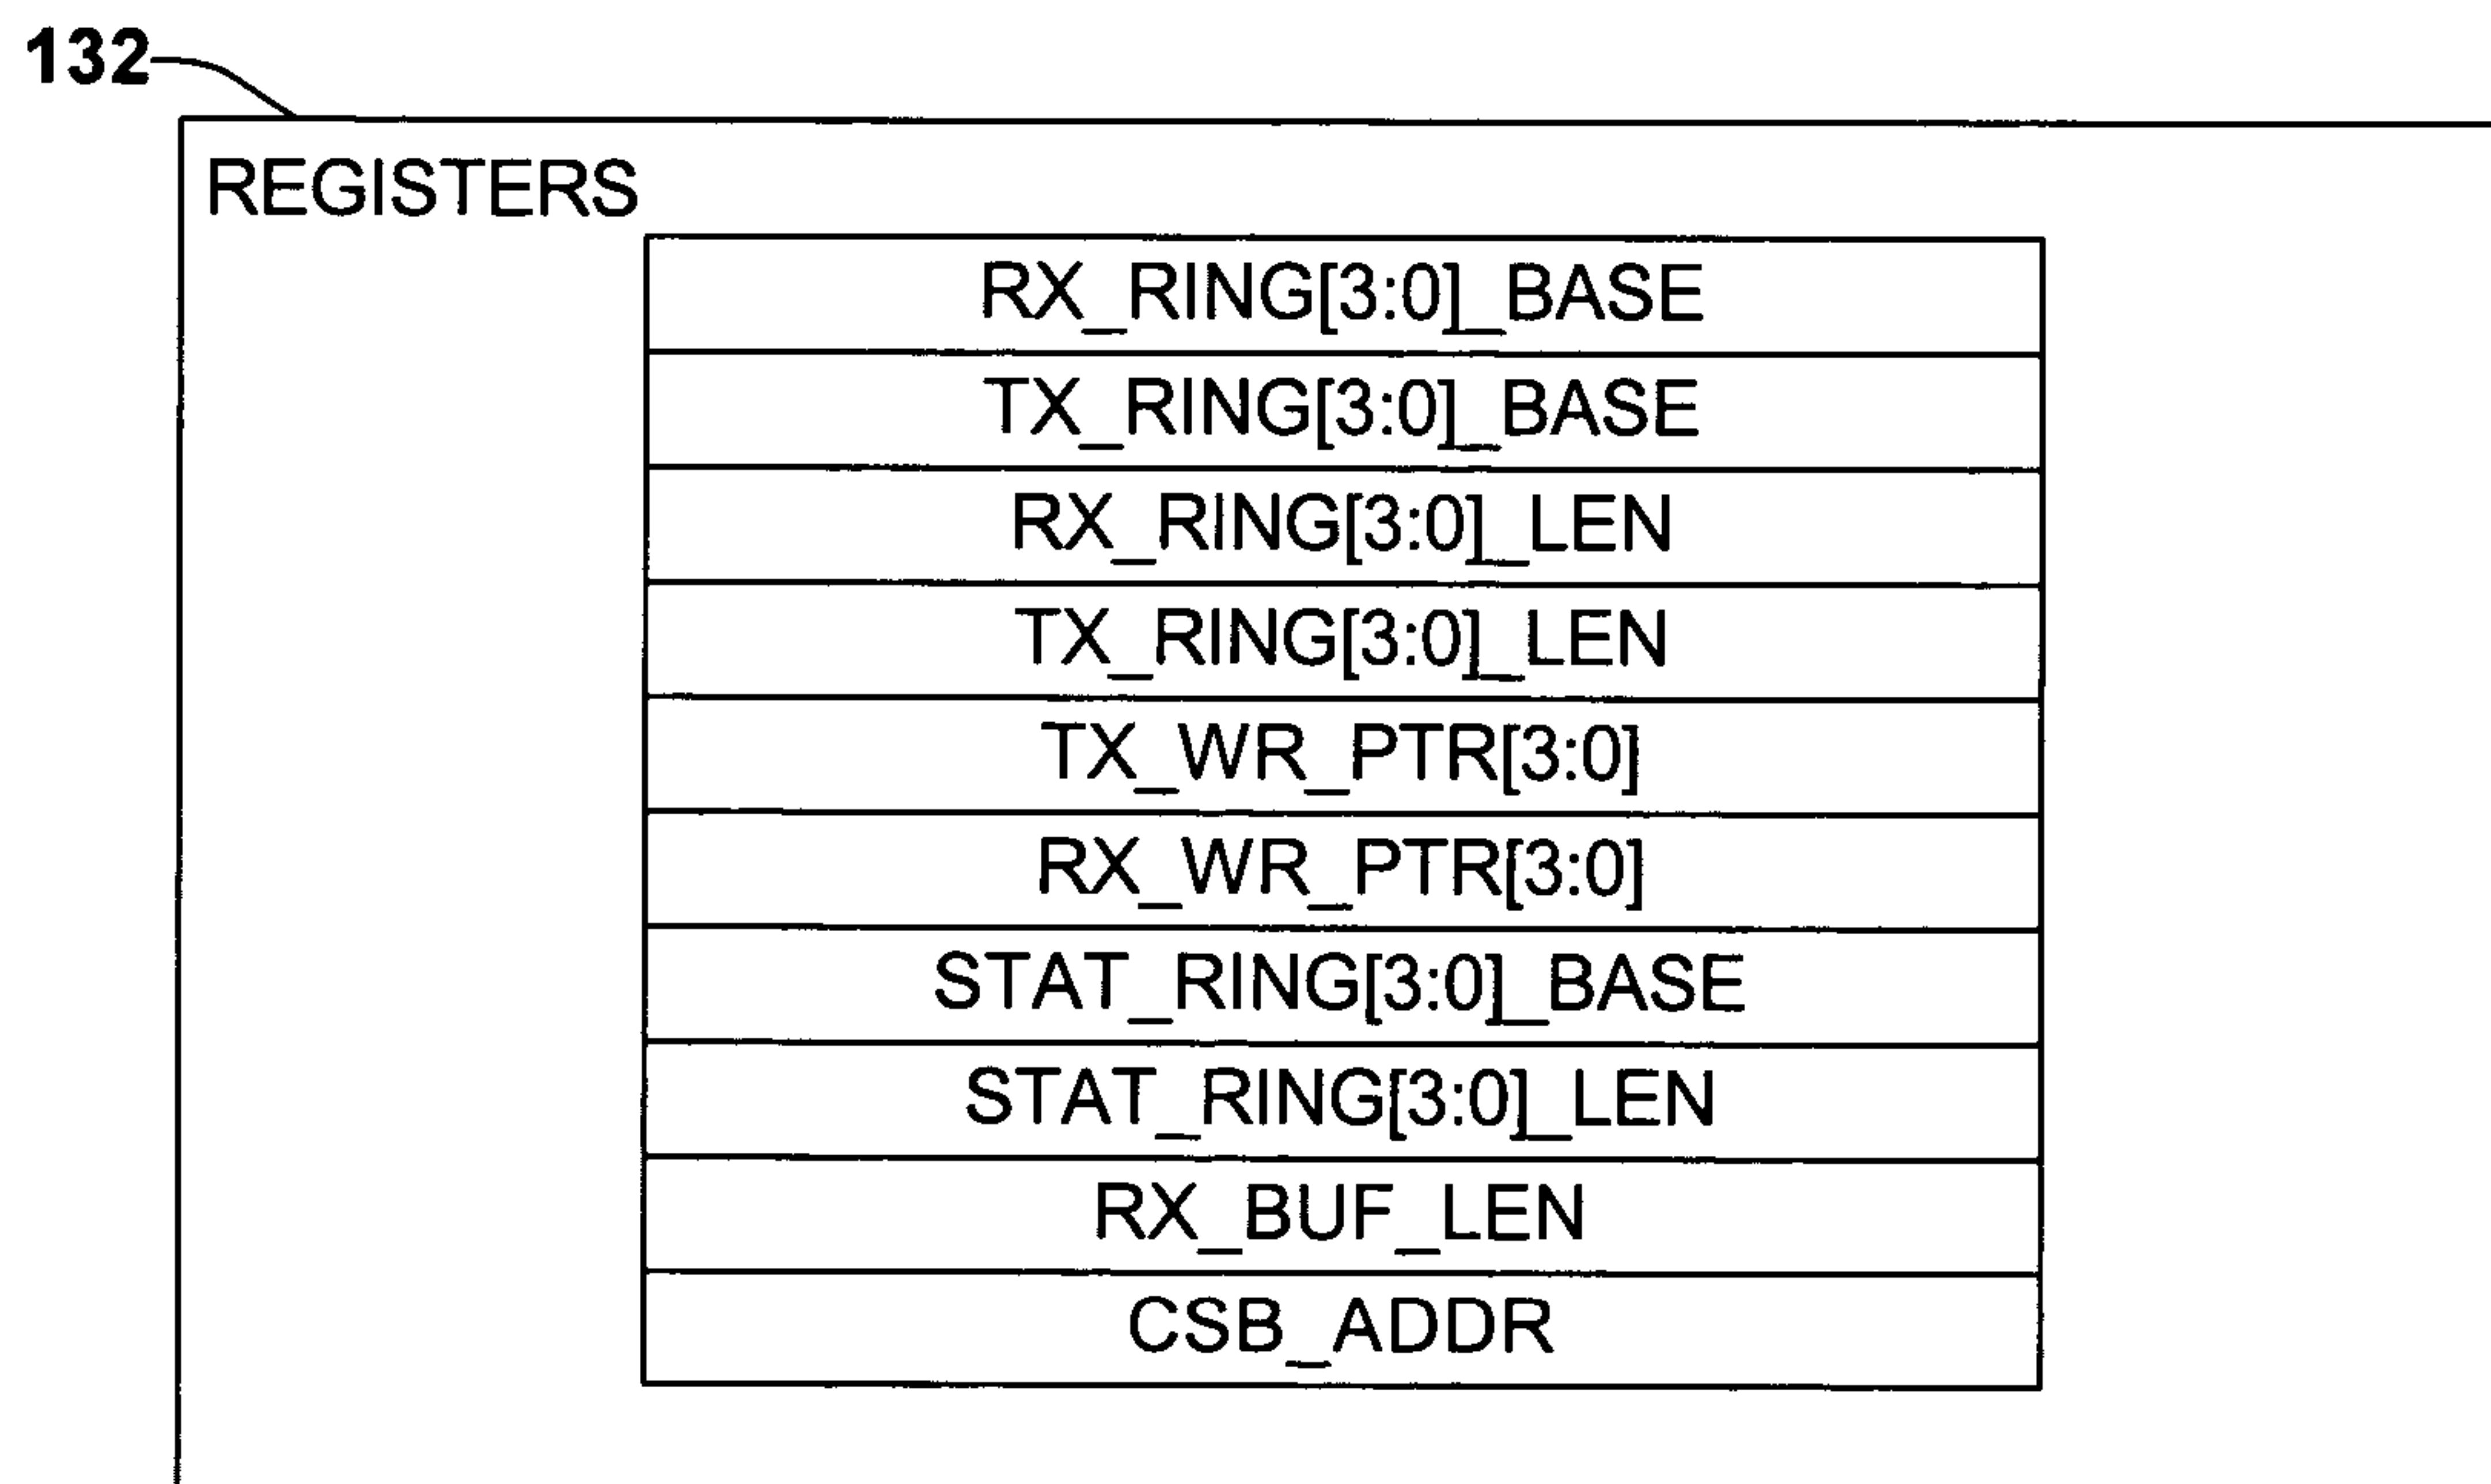 132
REGISTERS
RX_RING[3:0]_BASE
TX_RING[3:0]_BASE
RX_RING[3:0]_LEN
TX_RING[3:0]_LEN
TX_WR_PTR[3:0]
RX_WR_PTR[3:0]
STAT_RING[3:0]_BASE
STAT_RING[3:0]_LEN
RX_BUF_LEN
CSB_ADDR